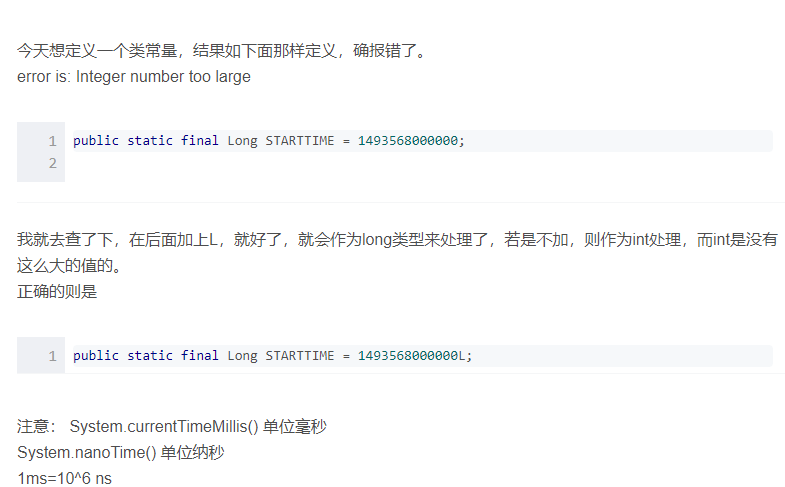 今天想定义一个类常量，结果如下面那样定义，确报错了。
error is: Integer number too large
1 public static final Long STARTTIME = 1493568000000;
2
我就去查了下，在后面加上L，就好了，就会作为long类型来处理了，若是不加，则作为int处理，而int是没有
这么大的值的。
正确的则是
1 public static final Long STARTTIME = 1493568000000L;
注意： System.currentTimeMillis() 单位毫秒
System.nanoTime() 单位纳秒
1ms=10^6 ns